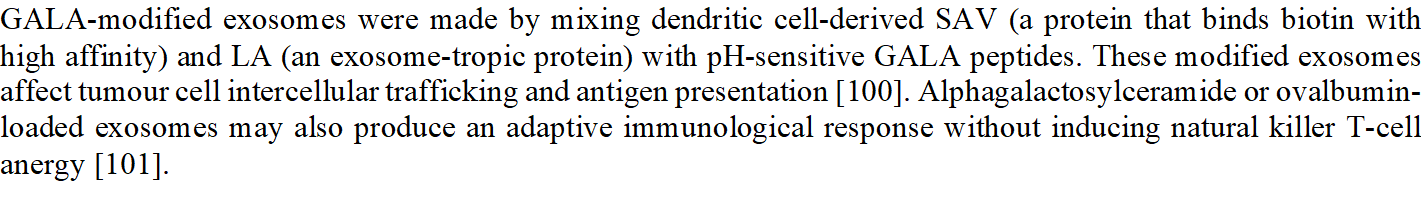 GALA-modified exosomes were made by mixing dendritic cell-derived SAV (a protein that binds biotin with
high affinity) and LA (an exosome-tropic protein) with pH-sensitive GALA peptides. These modified exosomes
affect tumour cell intercellular trafficking and antigen presentation [100]. Alphagalactosylceramide or ovalbumin-
loaded exosomes may also produce an adaptive immunological response without inducing natural killer T-cell
anergy [101].